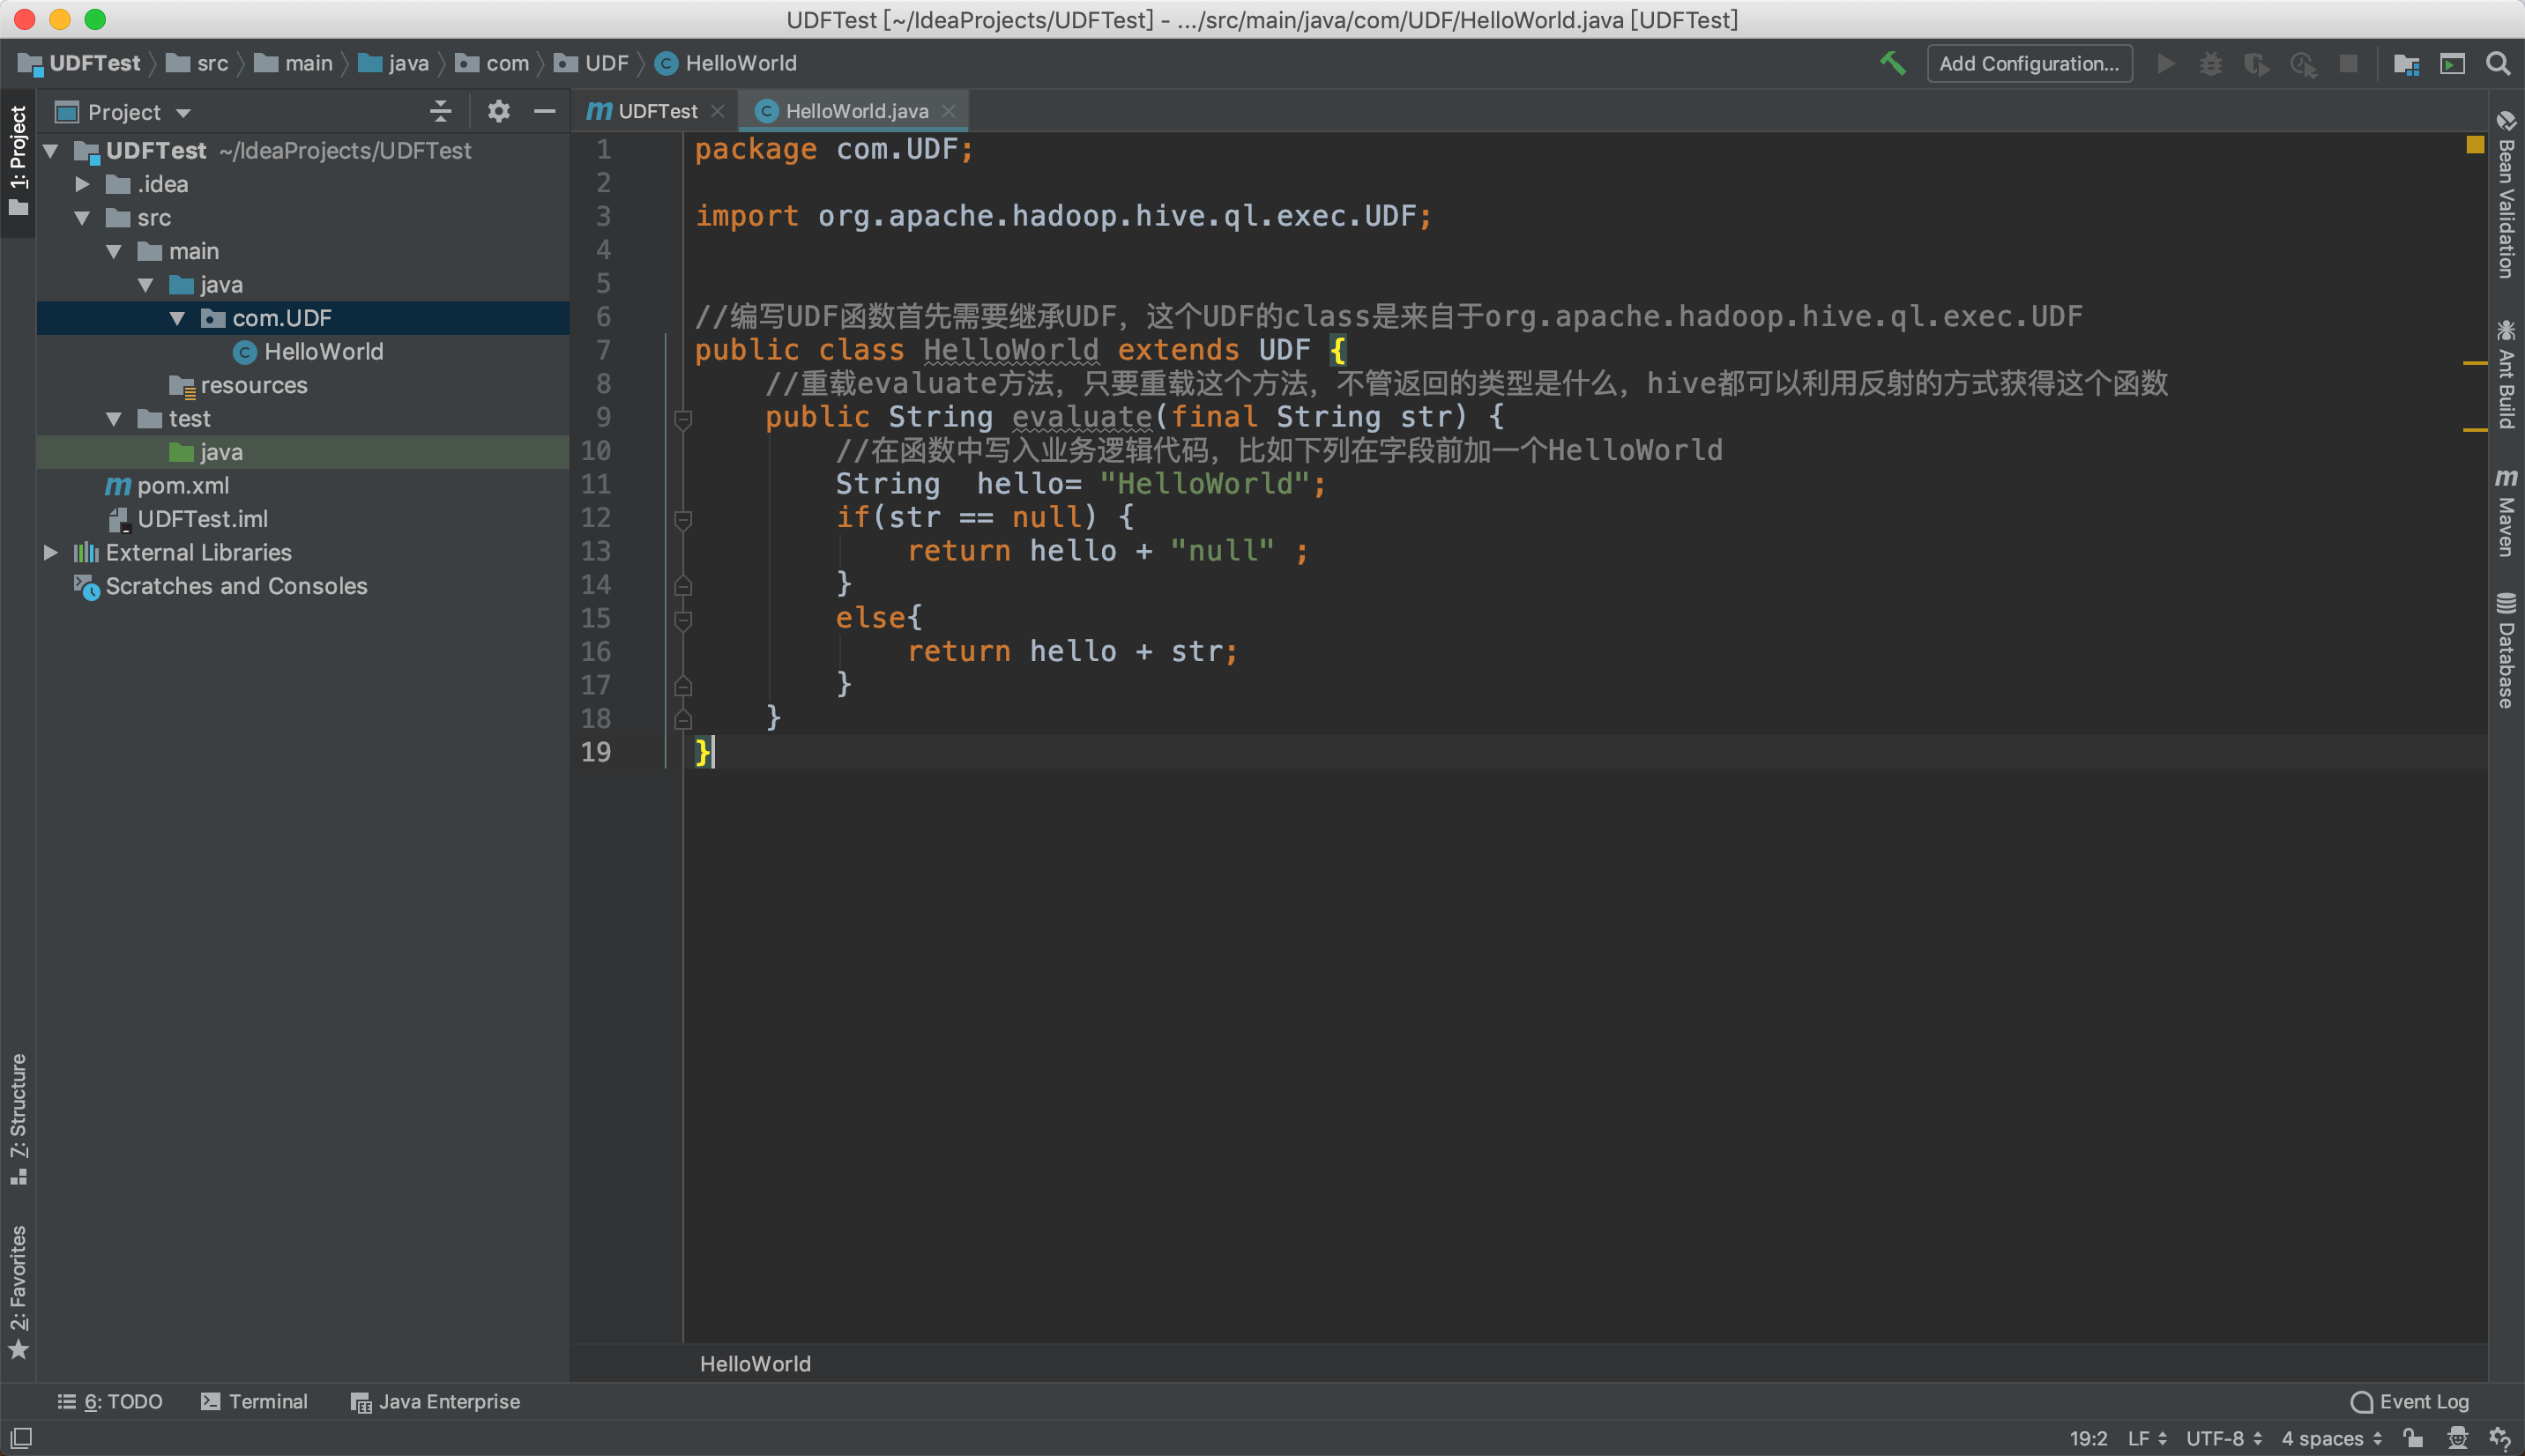 UDFTest [~/IdeaProjects/UDFTest] - .../src/main/java/com/UDF/HelloWorld.java [UDFTest]
UDFTest src main java com UDF HelloWorld
Add Configuration...
1: Project
Project
UDFTest ~/IdeaProjects/UDFTest
.idea
src
main
java
com.UDF
HelloWorld
resources
test
java
pom.xml
UDFTest.iml
External Libraries
Scratches and Consoles
7: Structure
2: Favorites
UDFTest HelloWorld.java
1 package com.UDF;
2
3 import org.apache.hadoop.hive.ql.exec.UDF;
4
5
6 //编写UDF函数首先需要继承UDF，这个UDF的class是来自于org.apache.hadoop.hive.ql.exec.UDF
7 public class HelloWorld extends UDF {
8 //重载evaluate方法，只要重载这个方法，不管返回的类型是什么，hive都可以利用反射的方式获得这个函数
9 public String evaluate(final String str) {
10 //在函数中写入业务逻辑代码，比如下列在字段前加一个HelloWorld
11 String  hello= "HelloWorld";
12 if(str == null) {
13 return hello + "null" ;
14 }
15 else{
16 return hello + str;
17 }
18 }
19 }
HelloWorld
Bean Validation
Ant Build
Maven
Database
6: TODO Terminal Java Enterprise Event Log
19:2 LF UTF-8 4 spaces